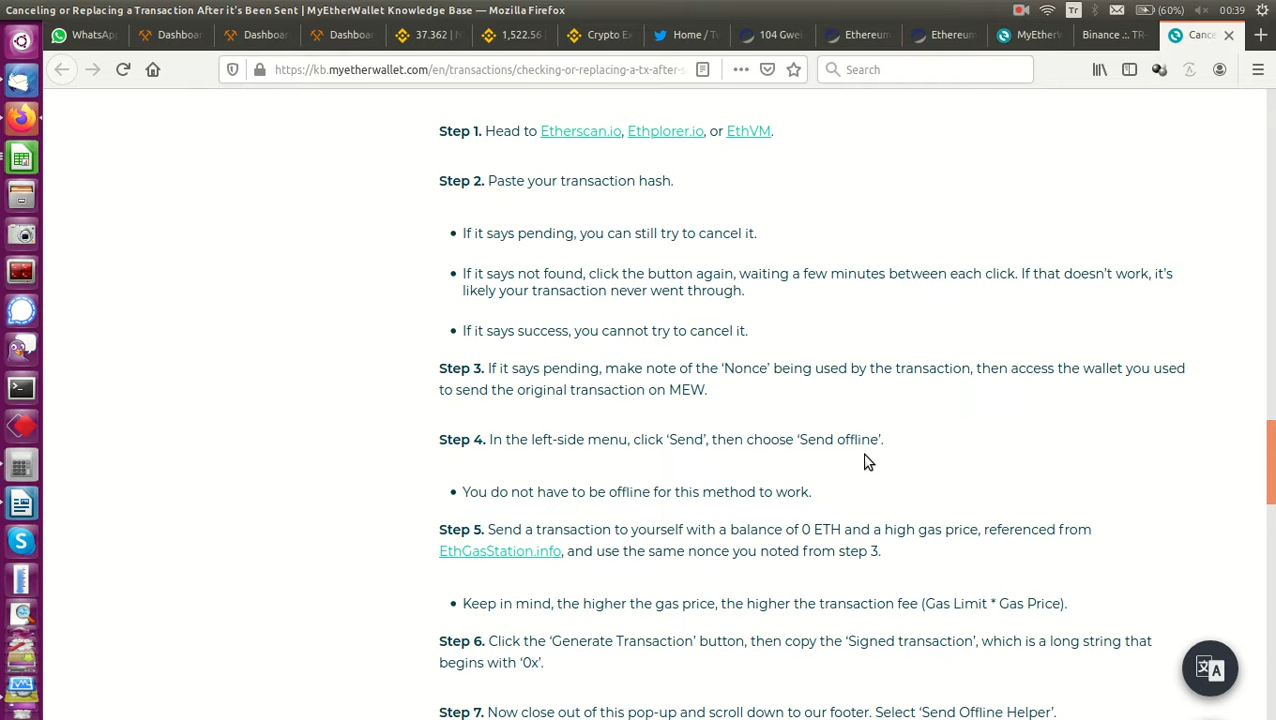 Canceling or Replacing a Transaction After it's Been Sent | MyEtherWallet Knowledge Base — Mozilla Firefox
Tr
(60%)
00:39
WhatsAp
Dashboa
Dashboa
Dashboa
37.362 | N
1,522.56 |
Crypto Ex
Home / Tw
104 Gwei
Ethereum
Ethereum
MyEtherW
Binance .:. TR-
Cance
https://kb.myetherwallet.com/en/transactions/checking-or-replacing-a-tx-after-s
Search
Step 1. Head to Etherscan.io, Ethplorer.io, or EthVM.
Step 2. Paste your transaction hash.
• If it says pending, you can still try to cancel it.
• If it says not found, click the button again, waiting a few minutes between each click. If that doesn’t work, it’s
likely your transaction never went through.
• If it says success, you cannot try to cancel it.
Step 3. If it says pending, make note of the ‘Nonce’ being used by the transaction, then access the wallet you used
to send the original transaction on MEW.
Step 4. In the left-side menu, click ‘Send’, then choose ‘Send offline’.
• You do not have to be offline for this method to work.
Step 5. Send a transaction to yourself with a balance of 0 ETH and a high gas price, referenced from
EthGasStation.info, and use the same nonce you noted from step 3.
• Keep in mind, the higher the gas price, the higher the transaction fee (Gas Limit * Gas Price).
Step 6. Click the ‘Generate Transaction’ button, then copy the ‘Signed transaction’, which is a long string that
begins with ‘0x’.
Step 7. Now close out of this pop-up and scroll down to our footer. Select ‘Send Offline Helper’.